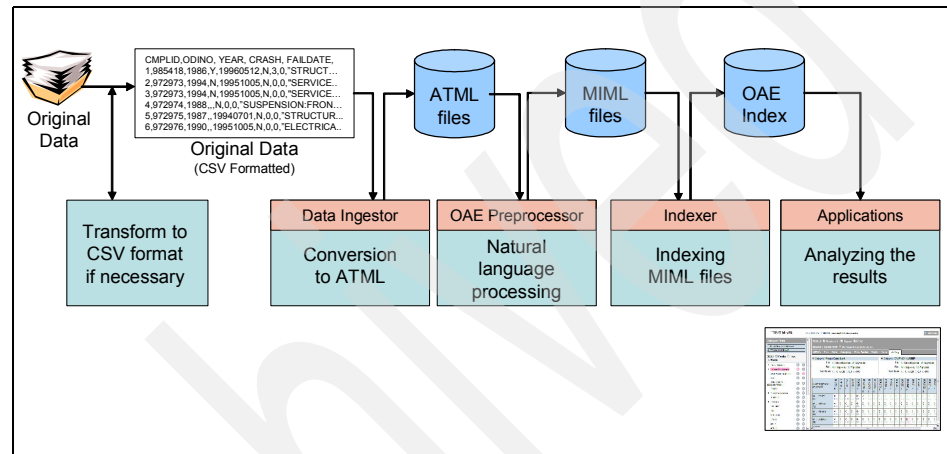 CMPLID,ODINO, YEAR, CRASH, FAILDATE,
1,985418,1986,Y,19960512,N,3,0,"STRUCT…
2,972973,1994,N,19951005,N,0,0,"SERVICE…
3,972973,1994,N,19951005,N,0,0,"SERVICE…
4,972974,1988,,,N,0,0,"SUSPENSION:FRON…
5,972975,1987,,19940701,N,0,0,"STRUCTUR…
6,972976,1990,,19951005,N,0,0,"ELECTRICA..
Original
Data
Original Data
(CSV Formatted)
ATML
files
MIML
files
OAE
Index
Transform to
CSV format
if necessary
Data Ingestor
Conversion
to ATML
OAE Preprocessor
Natural
language
processing
Indexer
Indexing
MIML files
Applications
Analyzing the
results